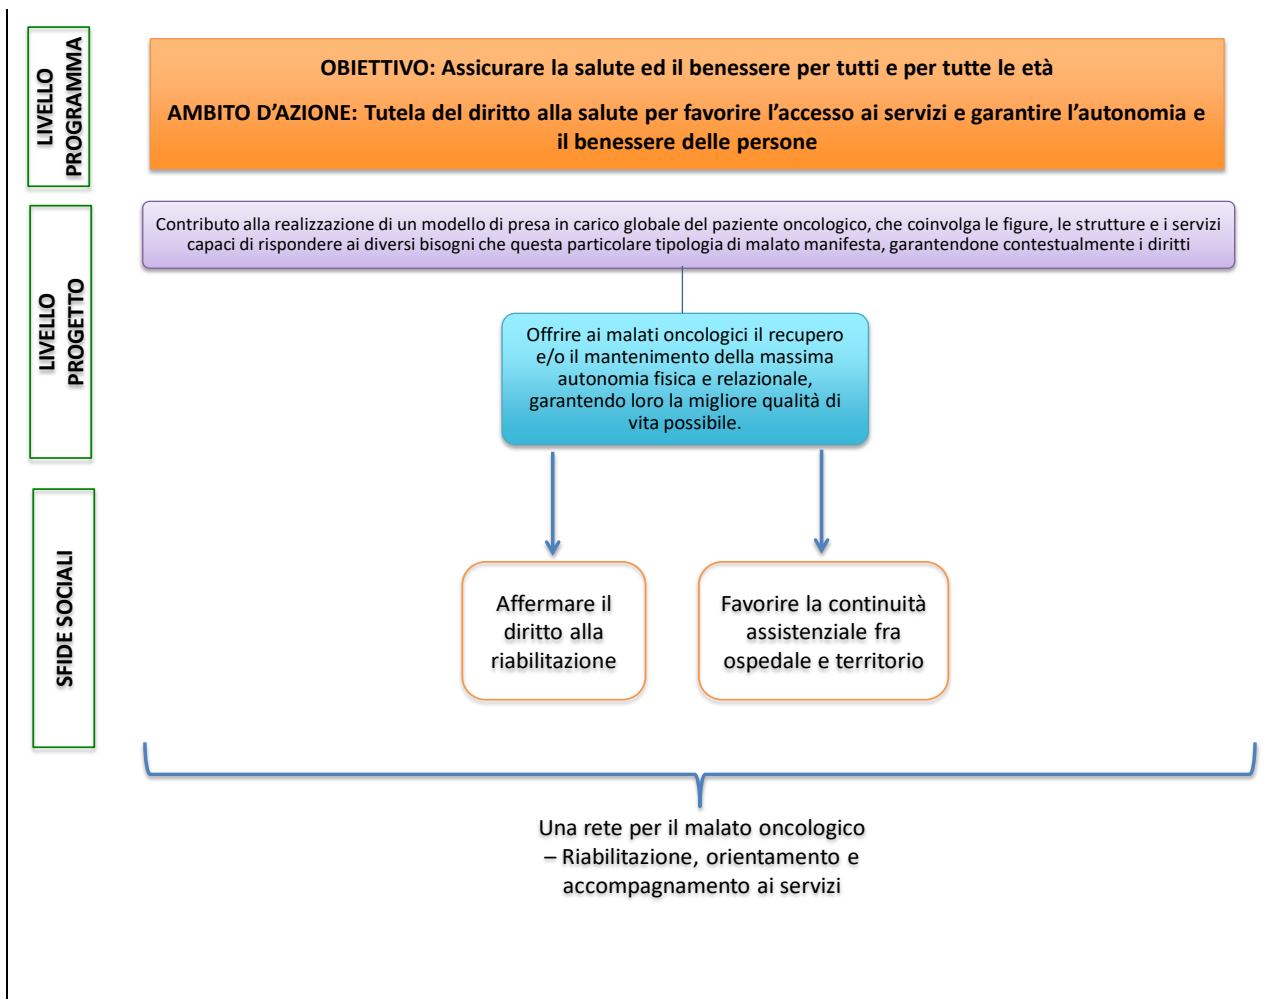 LIVELLO
PROGRAMMA
OBIETTIVO: Assicurare la salute ed il benessere per tutti e per tutte le età
AMBITO D’AZIONE: Tutela del diritto alla salute per favorire l’accesso ai servizi e garantire l’autonomia e
il benessere delle persone
LIVELLO
PROGETTO
Contributo alla realizzazione di un modello di presa in carico globale del paziente oncologico, che coinvolga le figure, le strutture e i servizi
capaci di rispondere ai diversi bisogni che questa particolare tipologia di malato manifesta, garantendone contestualmente i diritti
Offrire ai malati oncologici il recupero
e/o il mantenimento della massima
autonomia fisica e relazionale,
garantendo loro la migliore qualità di
vita possibile.
SFIDE SOCIALI
Affermare il
diritto alla
riabilitazione
Favorire la continuità
assistenziale fra
ospedale e territorio
Una rete per il malato oncologico
– Riabilitazione, orientamento e
accompagnamento ai servizi